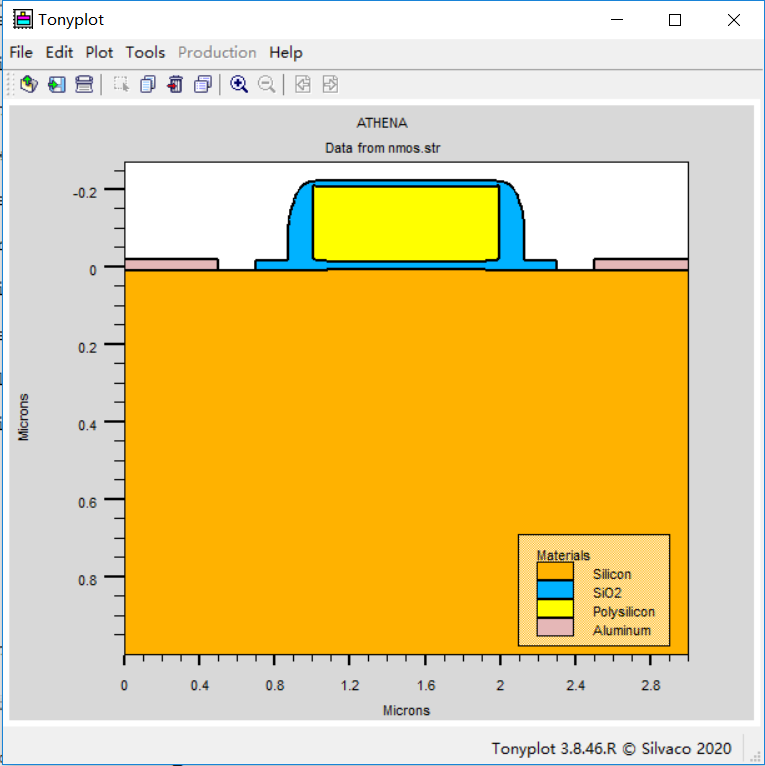 Tonyplot
File Edit Plot Tools Production Help
ATHENA
Data from nmos.str
-0.2
0
0.2
0.4
0.6
0.8
Microns
Materials
Silicon
SiO2
Polysilicon
Aluminum
0 0.4 0.8 1.2 1.6 2 2.4 2.8
Microns
Tonyplot 3.8.46.R © Silvaco 2020